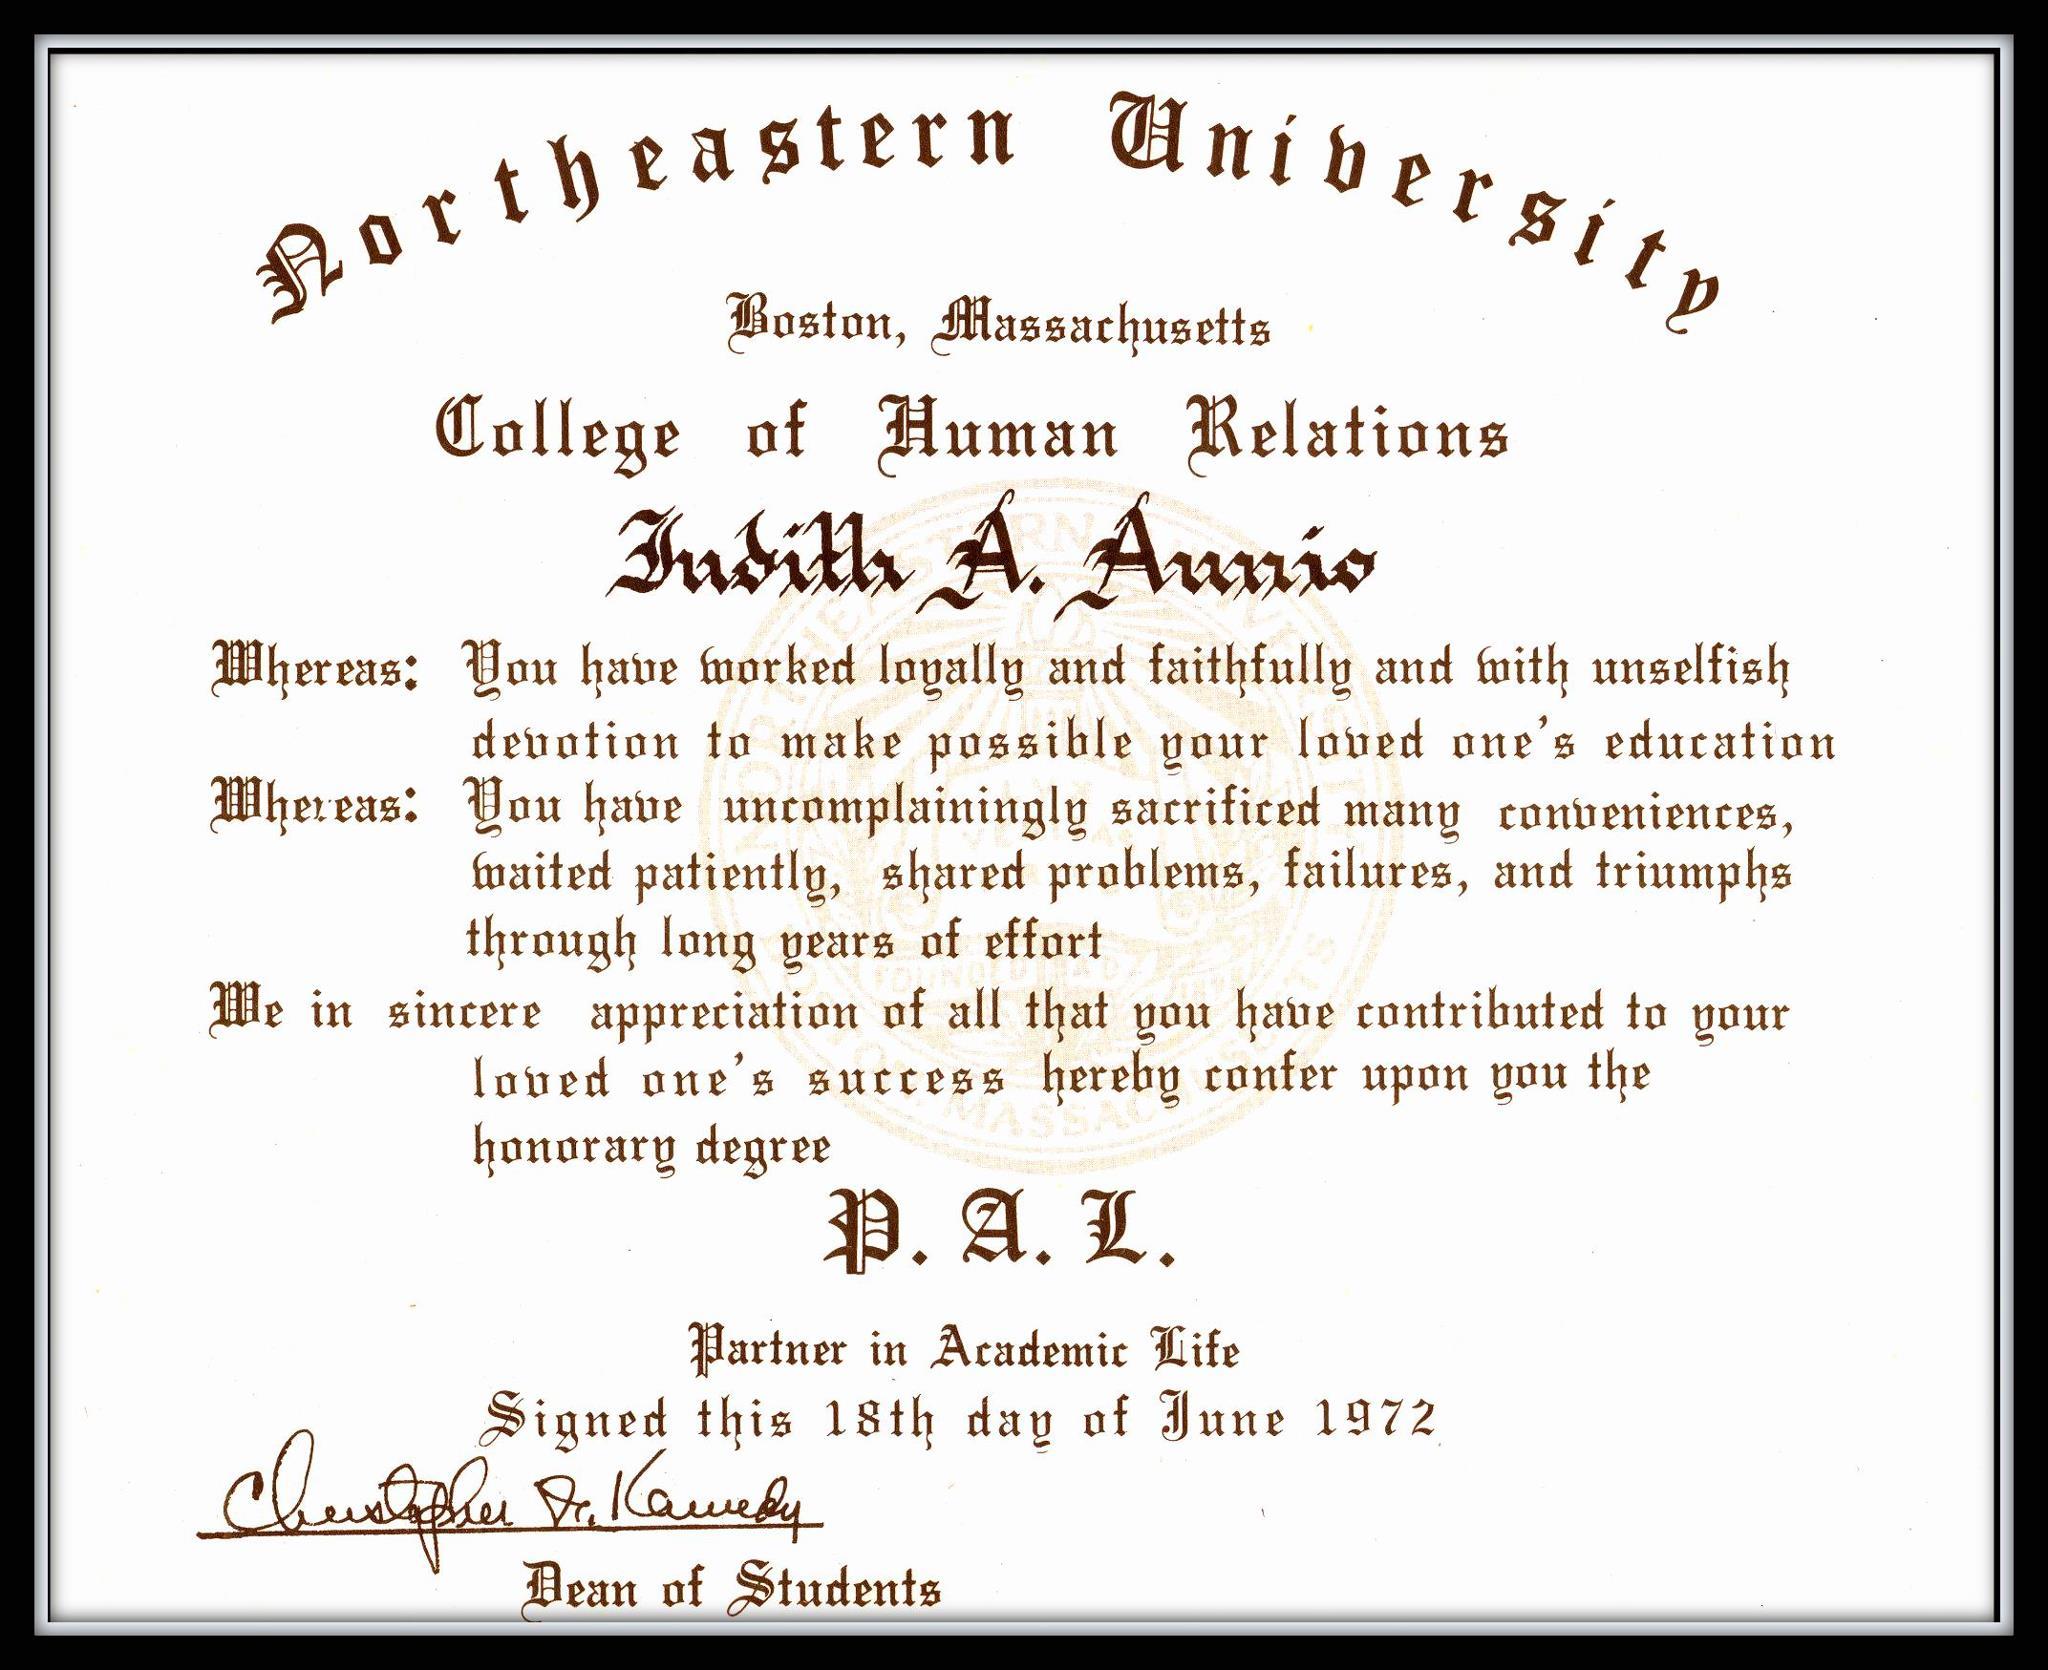 Northeastern University
Boston, Massachusetts
College of Human Relations
Judith A. Aunnio
Whereas: You have worked loyally and faithfully and with unselfish
devotion to make possible your loved one's education
Whereas: You have uncomplainingly sacrificed many conveniences,
waited patiently, shared problems, failures, and triumphs
through long years of effort
We in sincere appreciation of all that you have contributed to your
loved one's success hereby confer upon you the
honorary degree
P. A. L.
Partner in Academic Life
Signed this 18th day of June 1972
Christopher F. Kennedy
Dean of Students